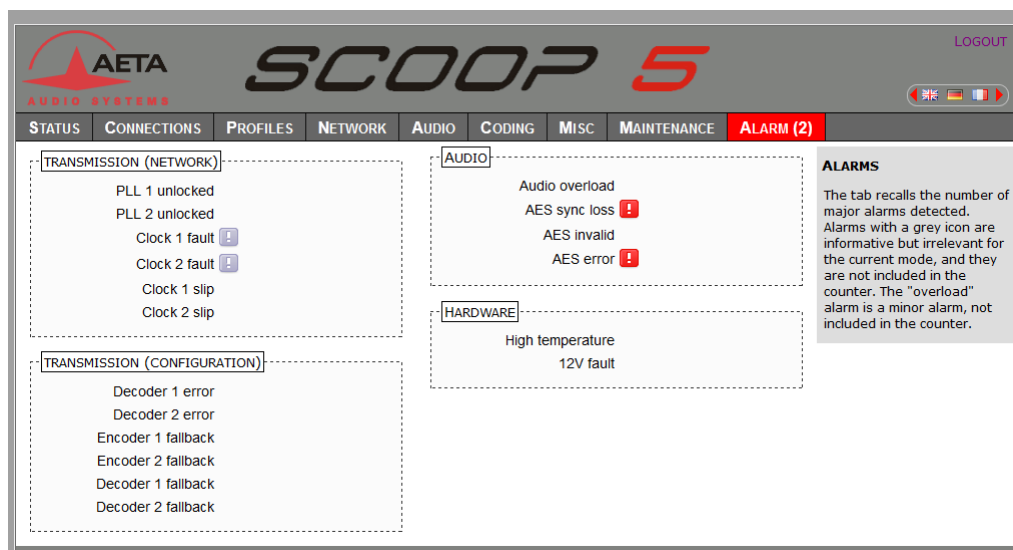 AETA
AUDIO SYSTEMS
SCOOP 5
LOGOUT
STATUS CONNECTIONS PROFILES NETWORK AUDIO CODING MISC MAINTENANCE ALARM (2)
TRANSMISSION (NETWORK)
PLL 1 unlocked
PLL 2 unlocked
Clock 1 fault !
Clock 2 fault !
Clock 1 slip
Clock 2 slip
TRANSMISSION (CONFIGURATION)
Decoder 1 error
Decoder 2 error
Encoder 1 fallback
Encoder 2 fallback
Decoder 1 fallback
Decoder 2 fallback
AUDIO
Audio overload
AES sync loss !
AES invalid
AES error !
HARDWARE
High temperature
12V fault
ALARMS
The tab recalls the number of
major alarms detected.
Alarms with a grey icon are
informative but irrelevant for
the current mode, and they
are not included in the
counter. The "overload"
alarm is a minor alarm, not
included in the counter.